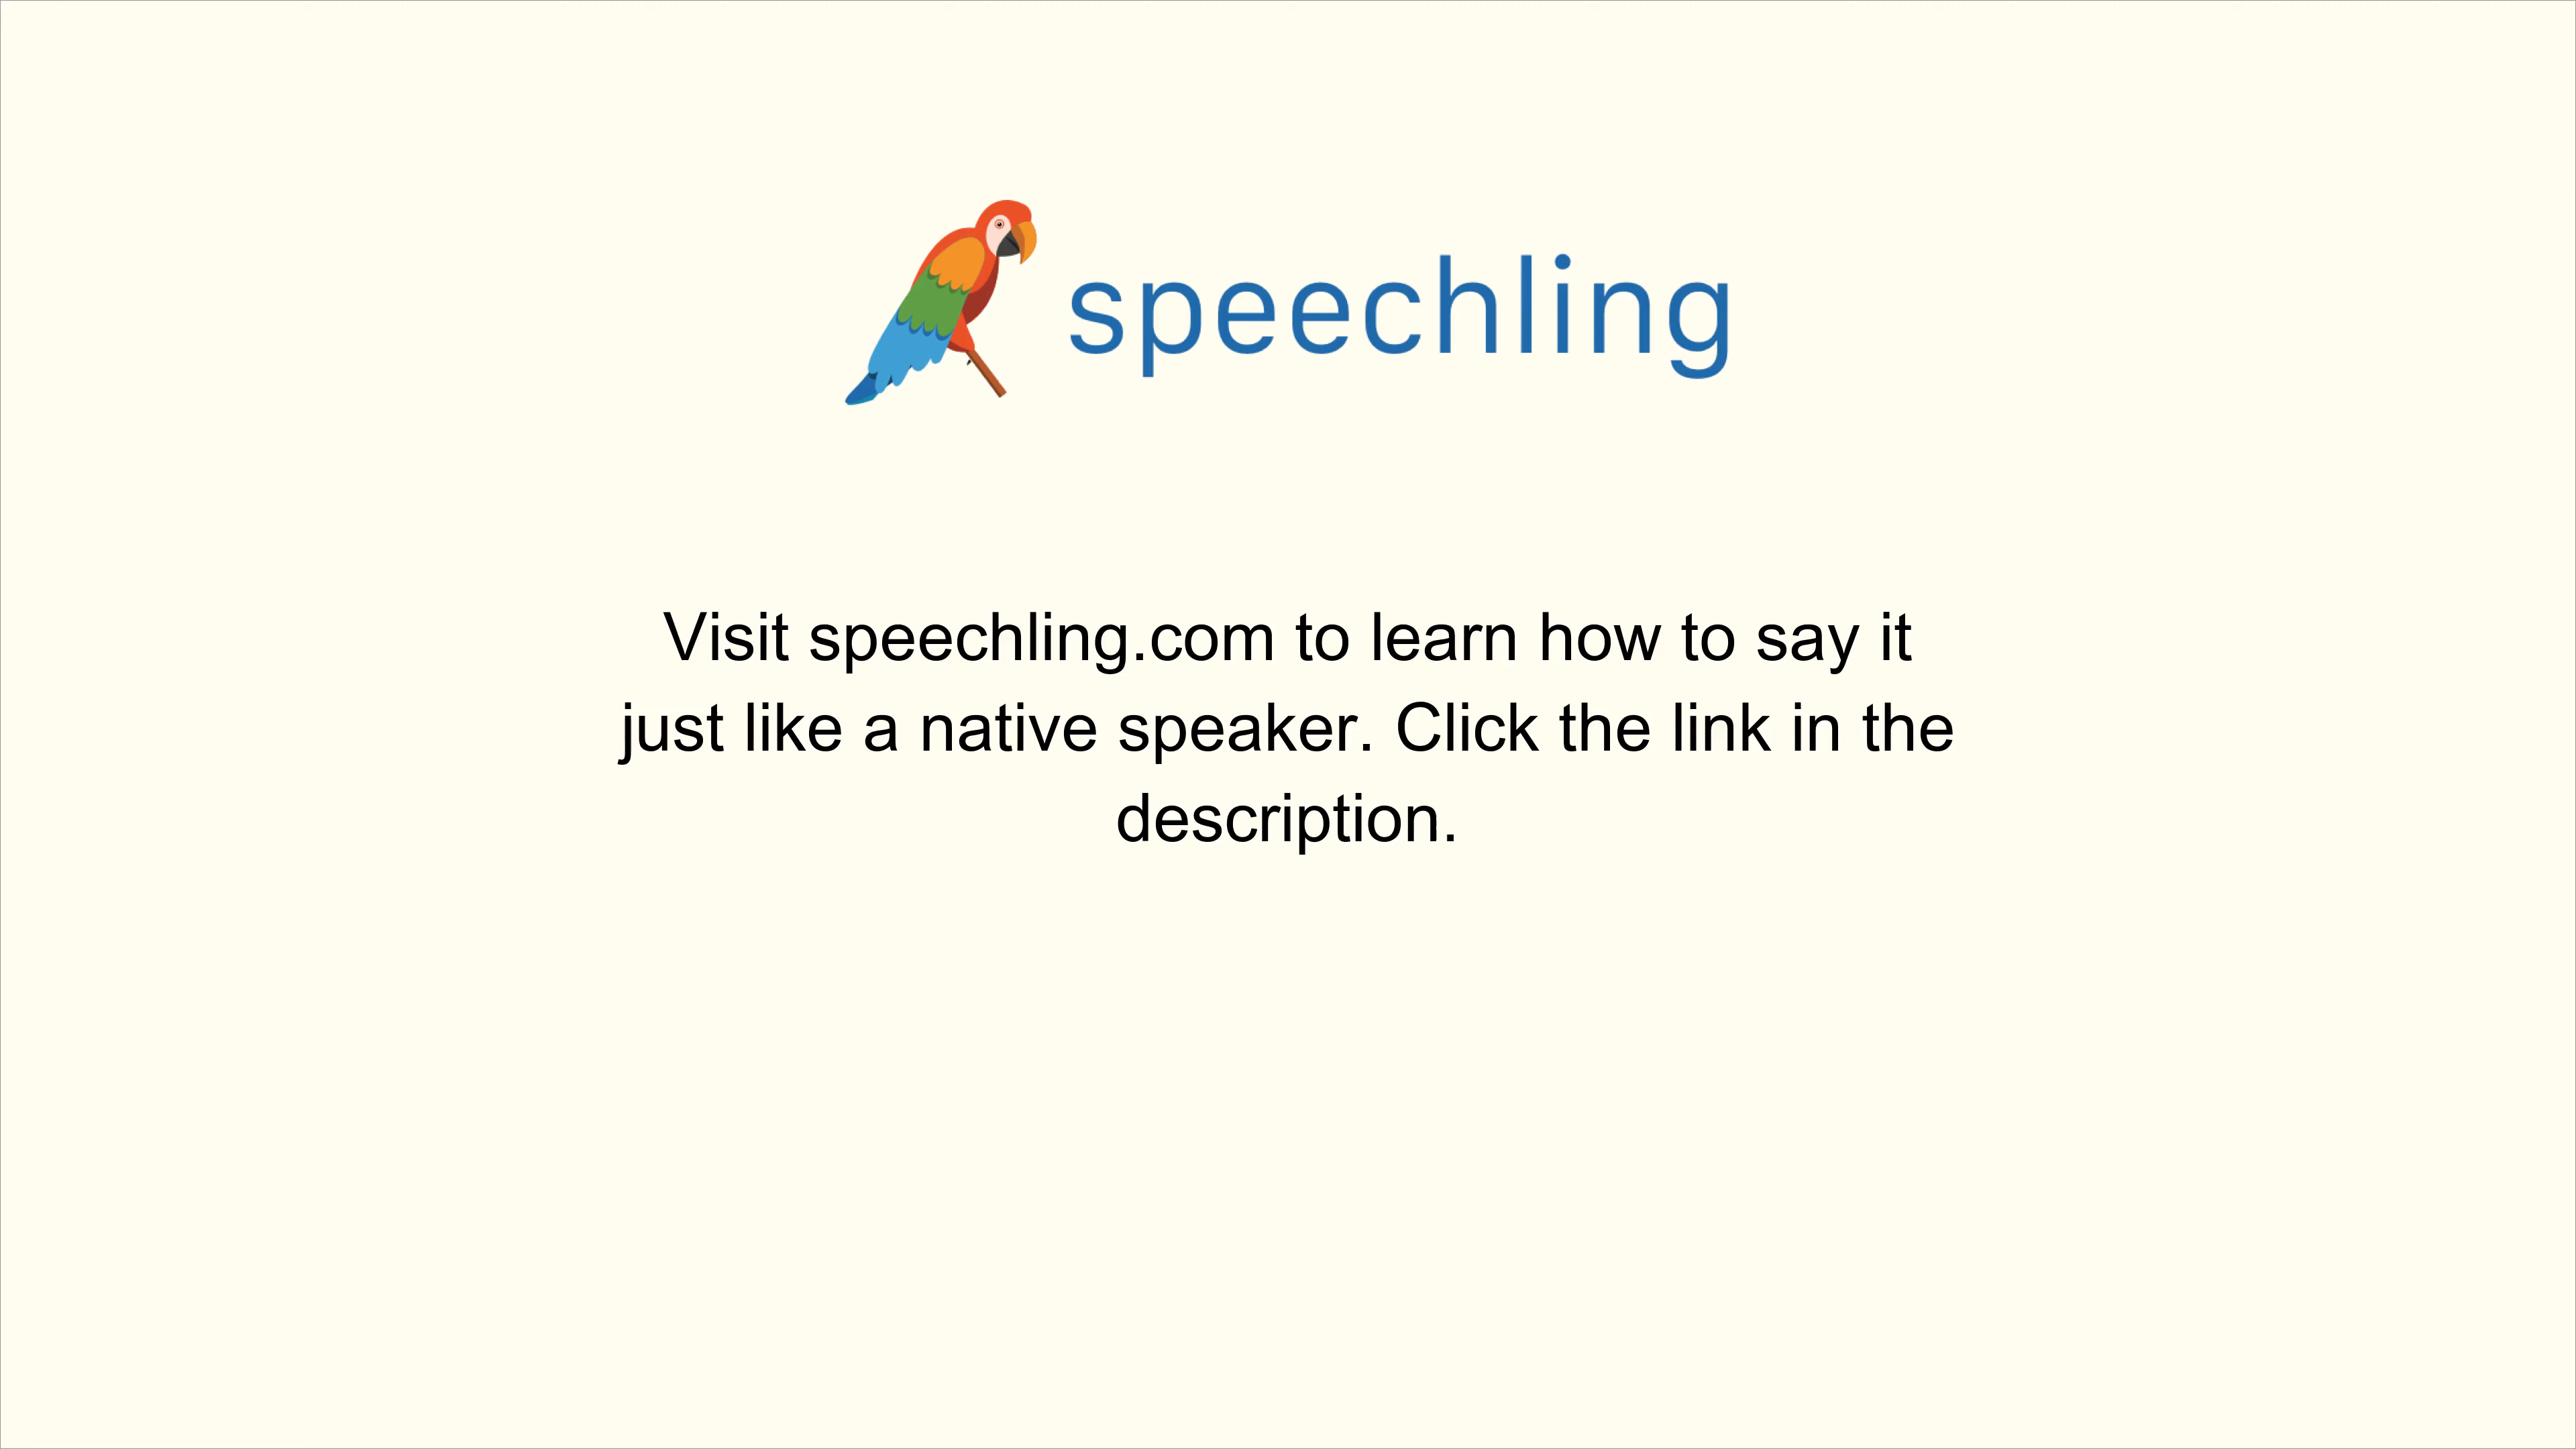 speechling
Visit speechling.com to learn how to say it
just like a native speaker. Click the link in the
description.